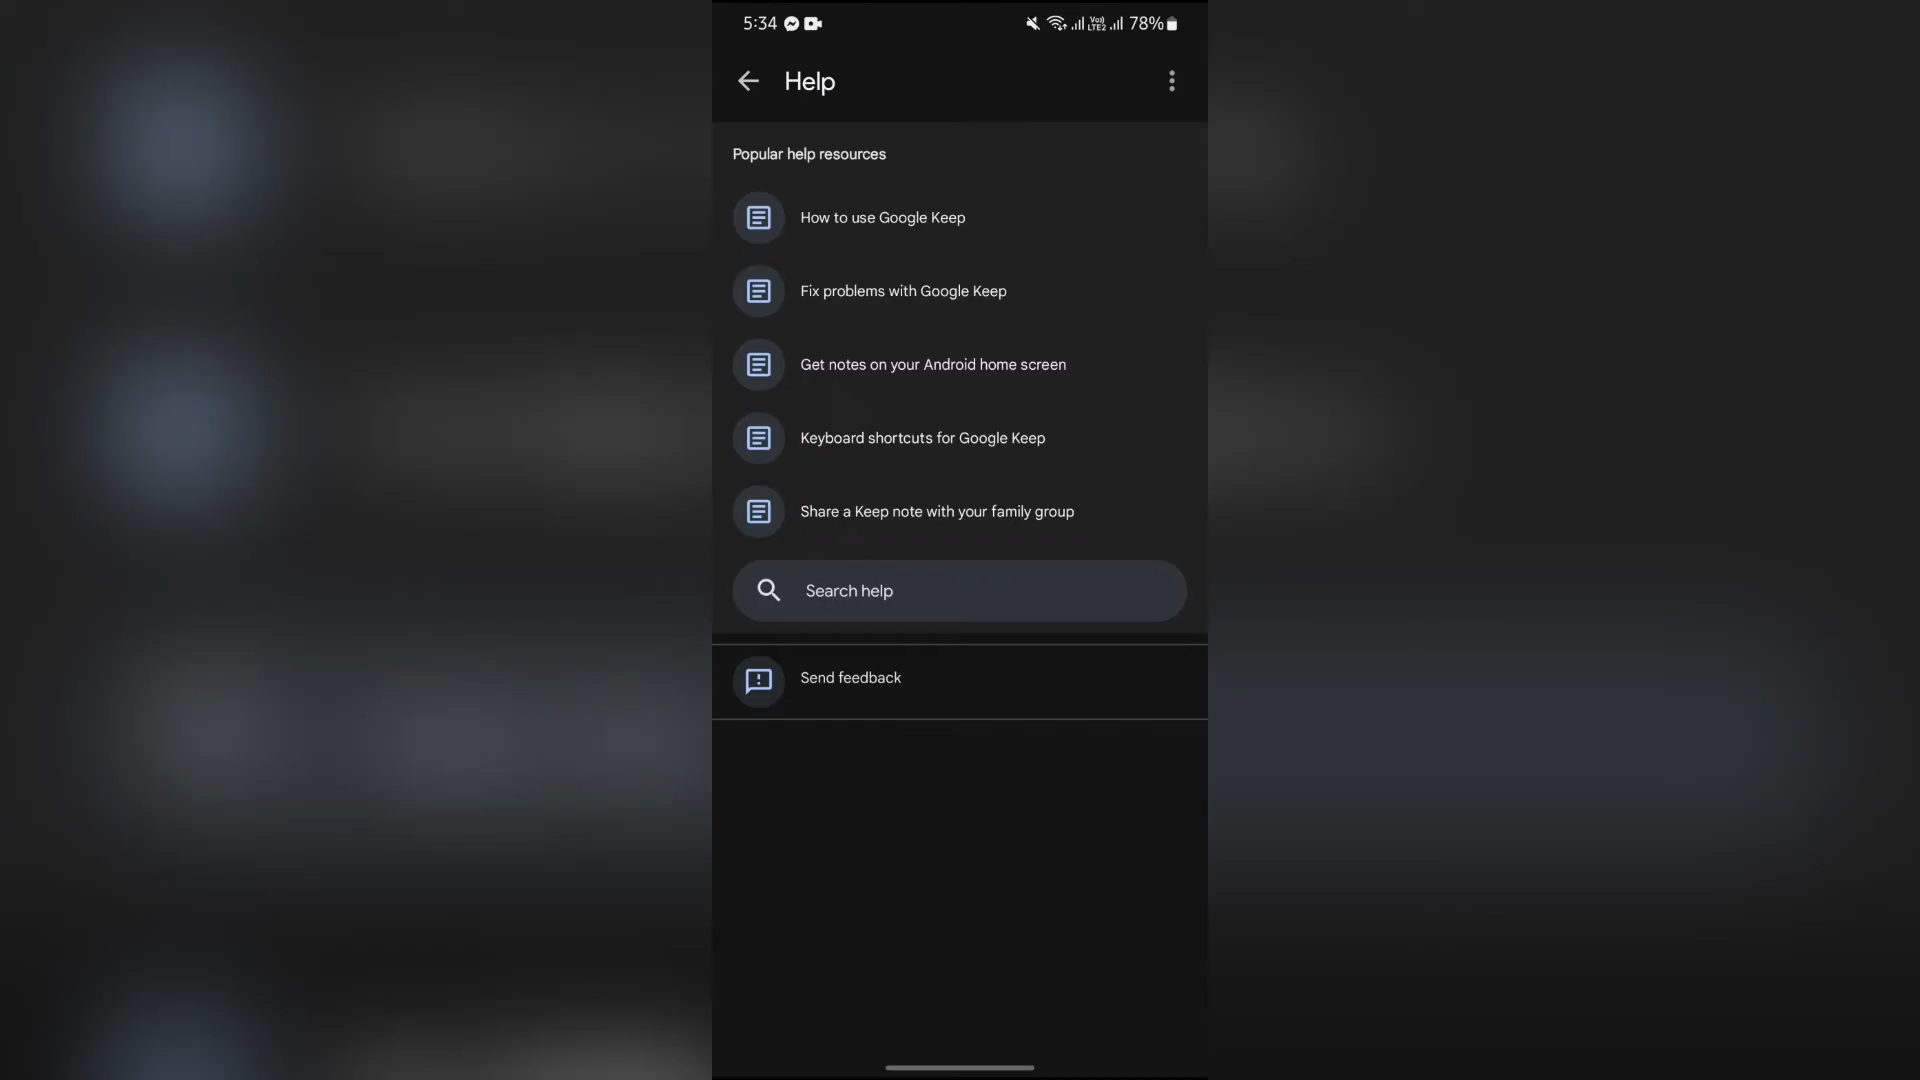 5:34 Vo) LTE2 78%
Help
Popular help resources
How to use Google Keep
Fix problems with Google Keep
Get notes on your Android home screen
Keyboard shortcuts for Google Keep
Share a Keep note with your family group
Search help
Send feedback